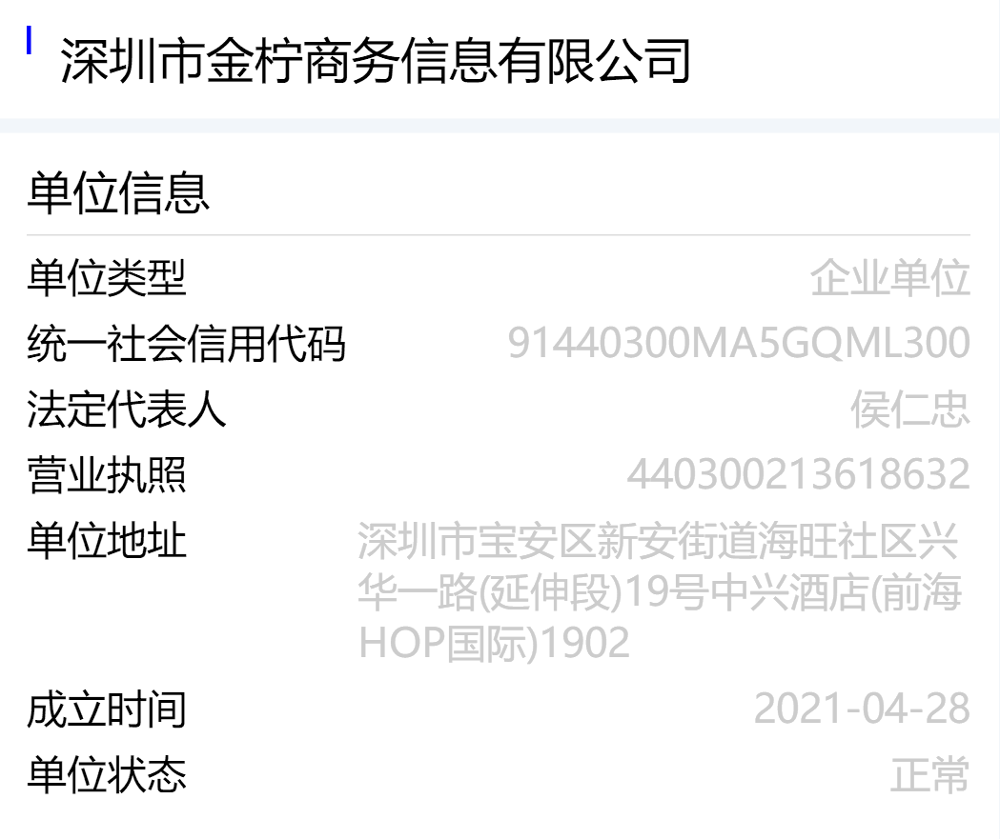 深圳市金柠商务信息有限公司
单位信息
单位类型 企业单位
统一社会信用代码 91440300MA5GQML300
法定代表人 侯仁忠
营业执照 440300213618632
单位地址 深圳市宝安区新安街道海旺社区兴
华一路(延伸段)19号中兴酒店(前海
HOP国际)1902
成立时间 2021-04-28
单位状态 正常